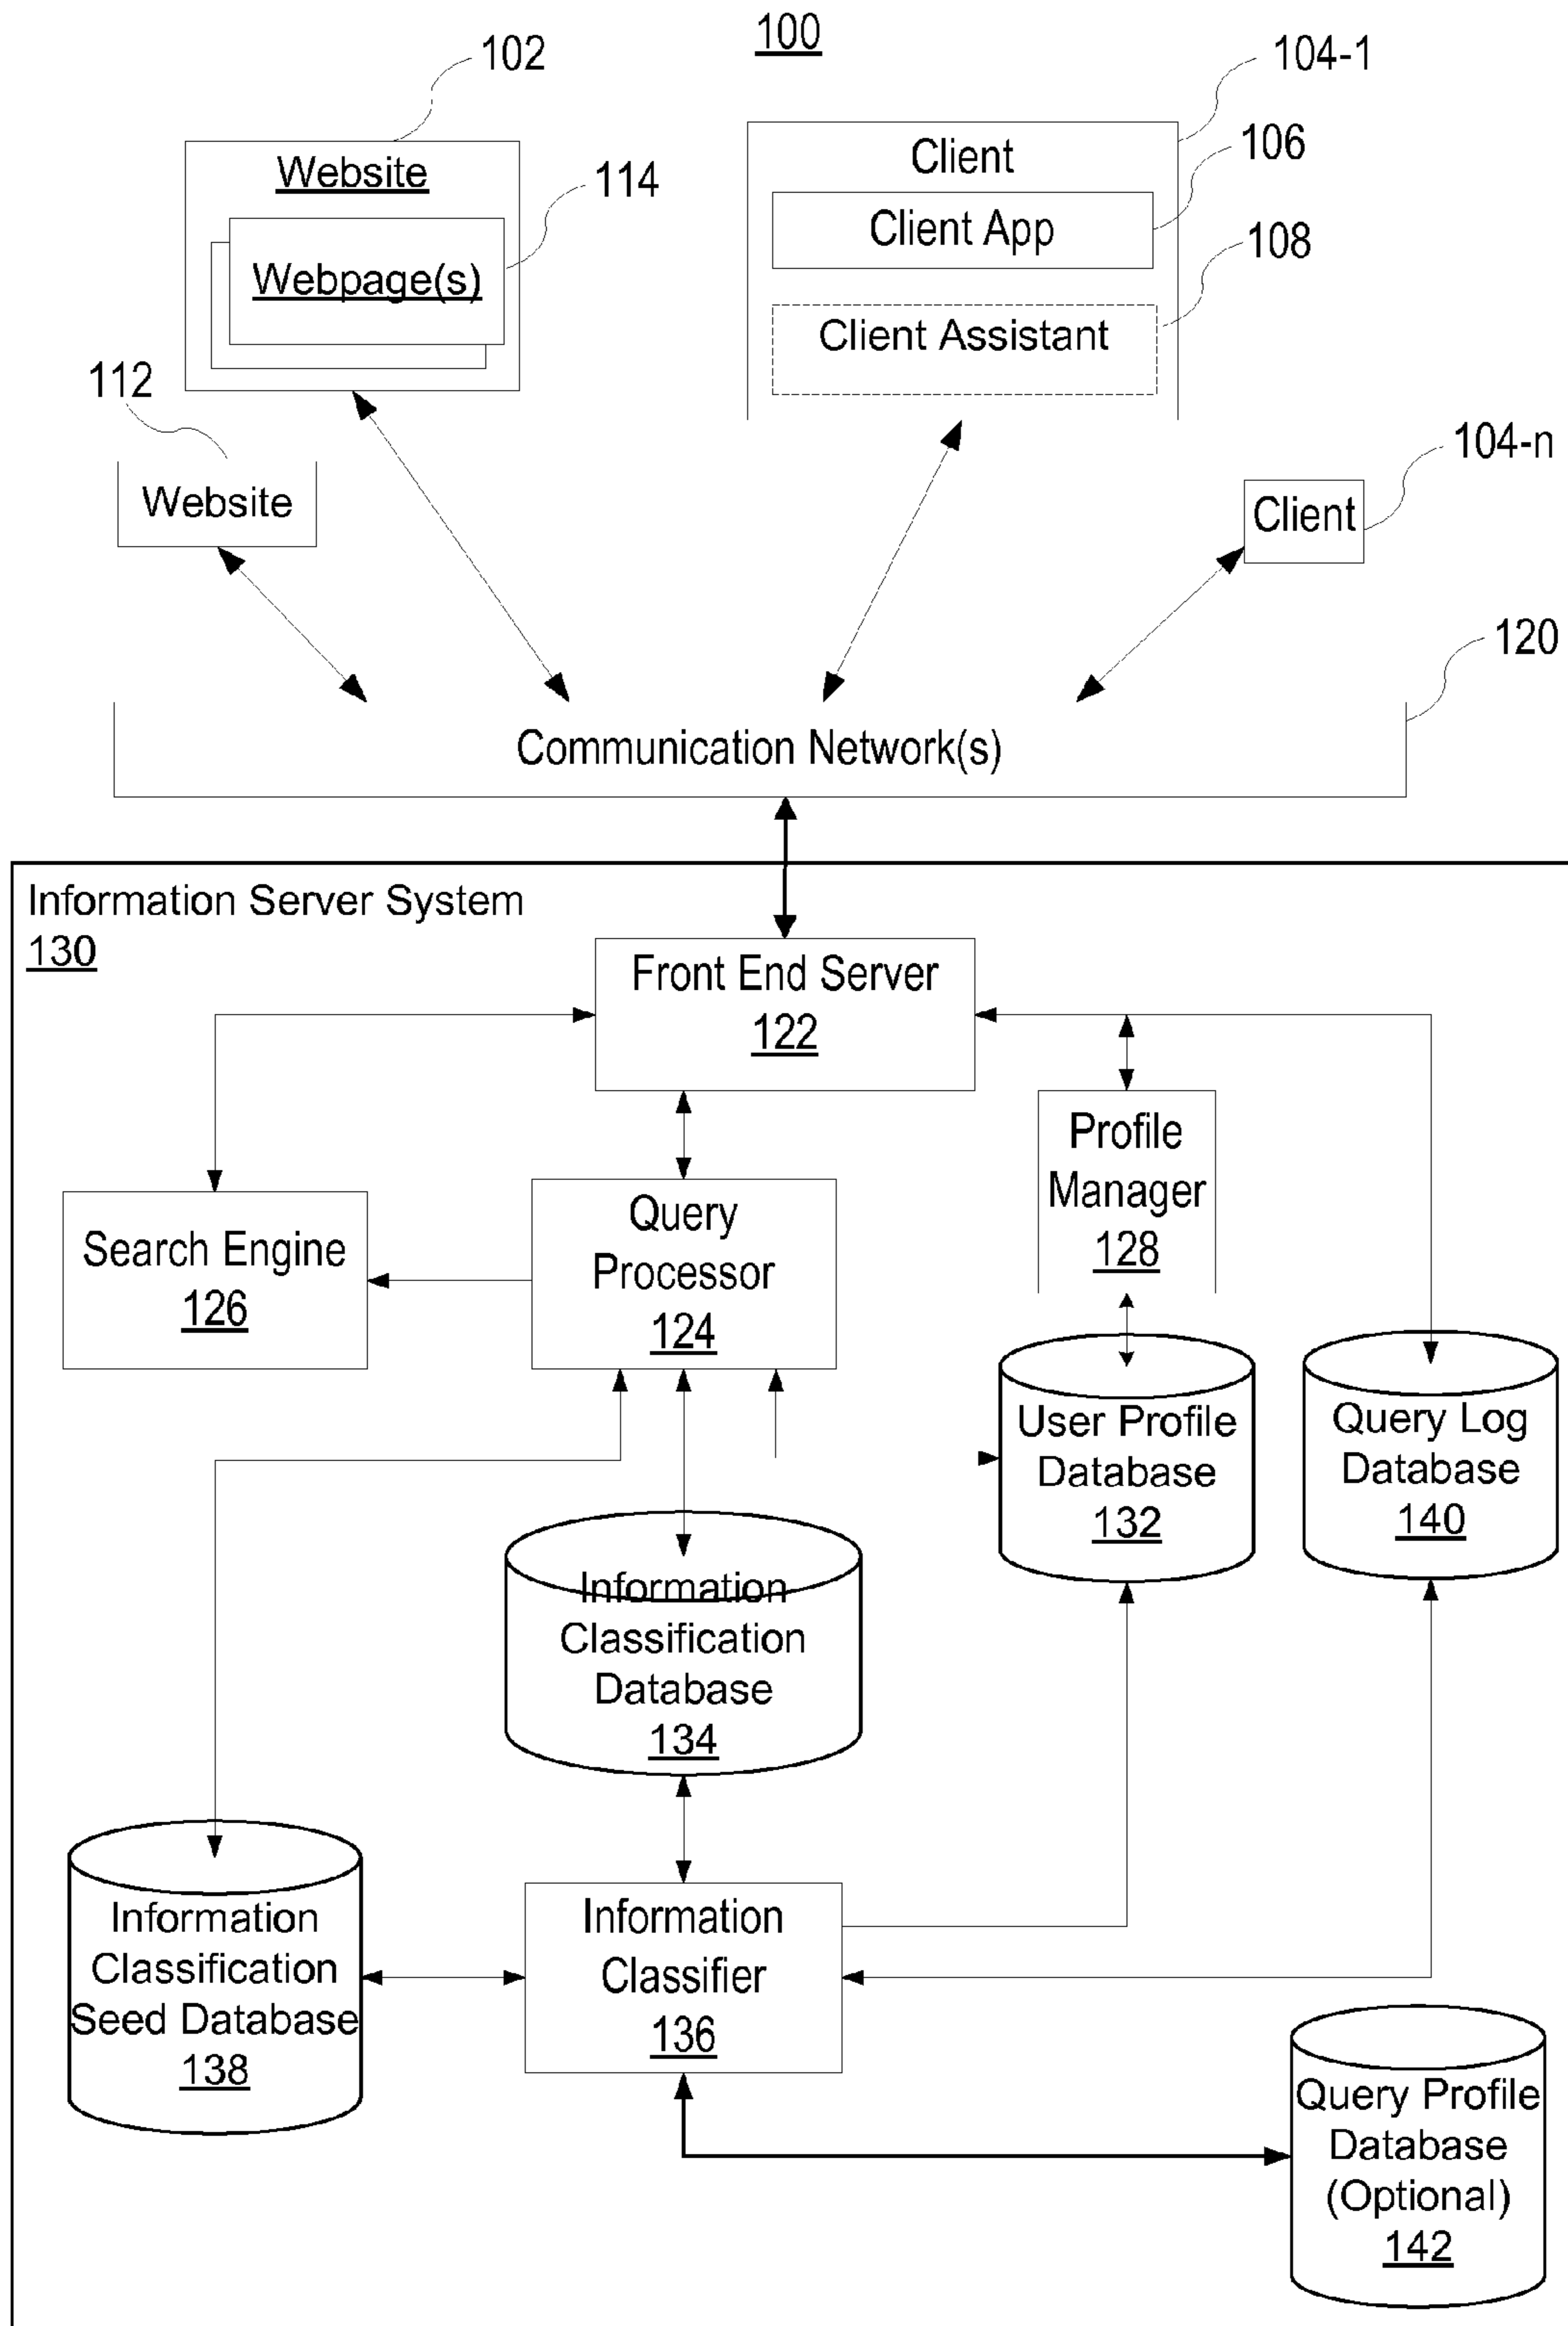 100
102
Website
114
Webpage(s)
104-1
Client
106
Client App
108
Client Assistant
112
Website
104-n
Client
120
Communication Network(s)
Information Server System
130
Front End Server
122
Profile
Manager
128
Search Engine
126
Query
Processor
124
User Profile
Database
132
Query Log
Database
140
Information
Classification
Database
134
Information
Classification
Seed Database
138
Information
Classifier
136
Query Profile
Database
(Optional)
142